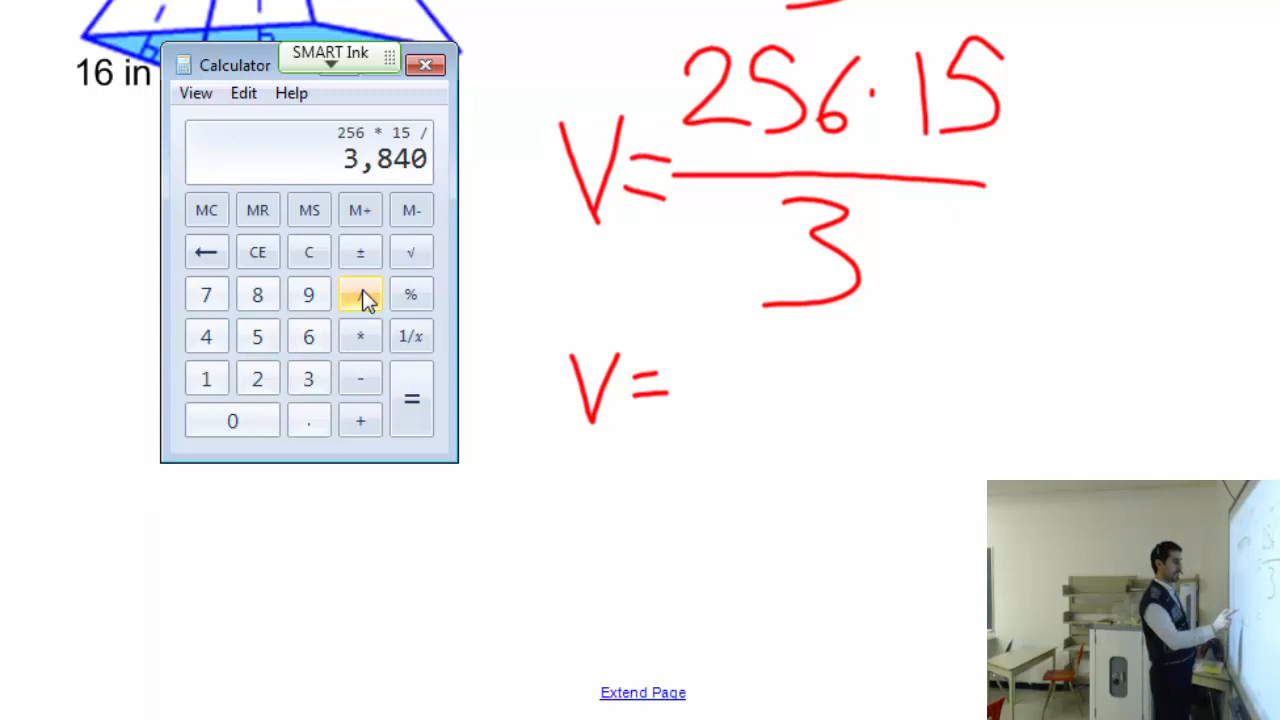 16 in
b
b
SMART Ink
Calculator
View Edit Help
256 * 15 /
3,840
MC MR MS M+ M-
← CE C ± √
7 8 9 / %
4 5 6 * 1/x
1 2 3 - =
0 . +
V = 256 · 15
3
V =
Extend Page